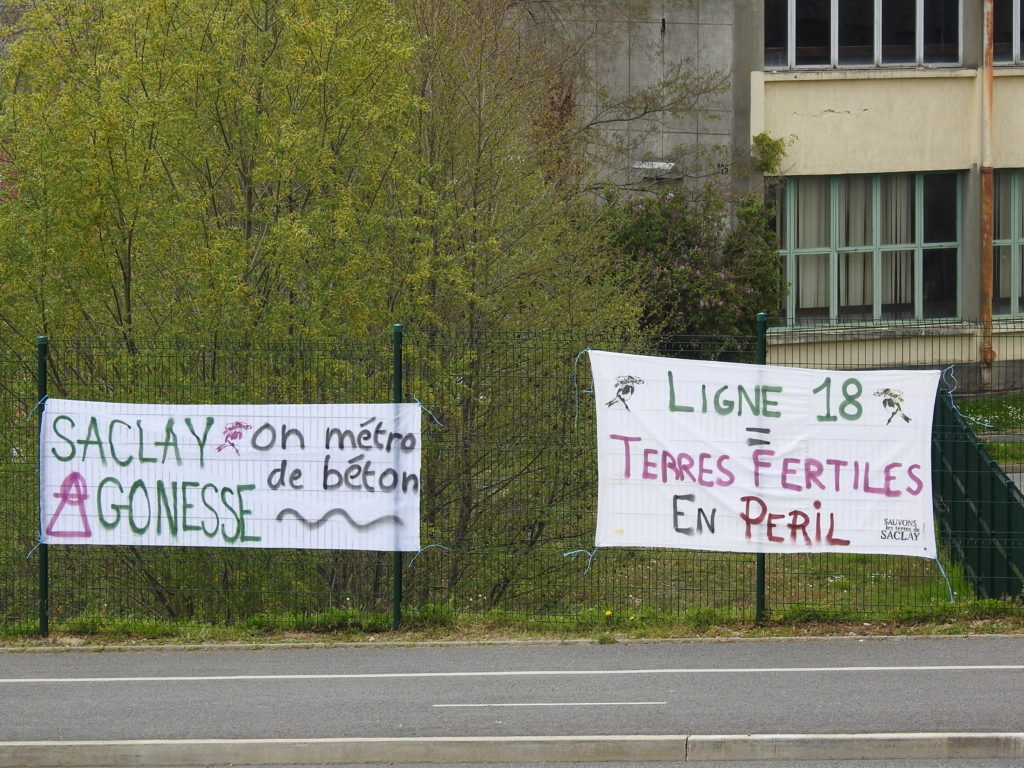 SACLAY
GONESSE
on métro
de béton
LIGNE 18
=
TERRES FERTILES
EN PERIL
SAUVONS
les terres de
SACLAY